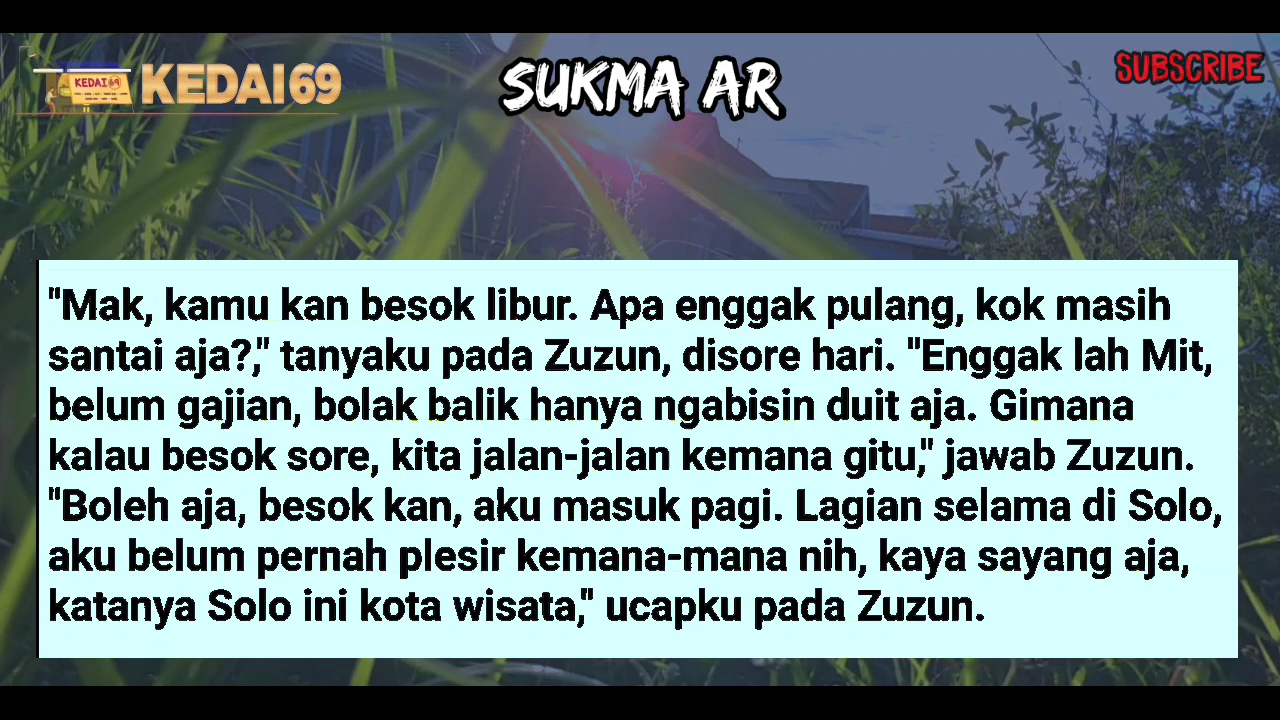 KEDAI69
KEDAI 69
SUKMA AR
SUBSCRIBE
"Mak, kamu kan besok libur. Apa enggak pulang, kok masih
santai aja?," tanyaku pada Zuzun, disore hari. "Enggak lah Mit,
belum gajian, bolak balik hanya ngabisin duit aja. Gimana
kalau besok sore, kita jalan-jalan kemana gitu," jawab Zuzun.
"Boleh aja, besok kan, aku masuk pagi. Lagian selama di Solo,
aku belum pernah plesir kemana-mana nih, kaya sayang aja,
katanya Solo ini kota wisata," ucapku pada Zuzun.